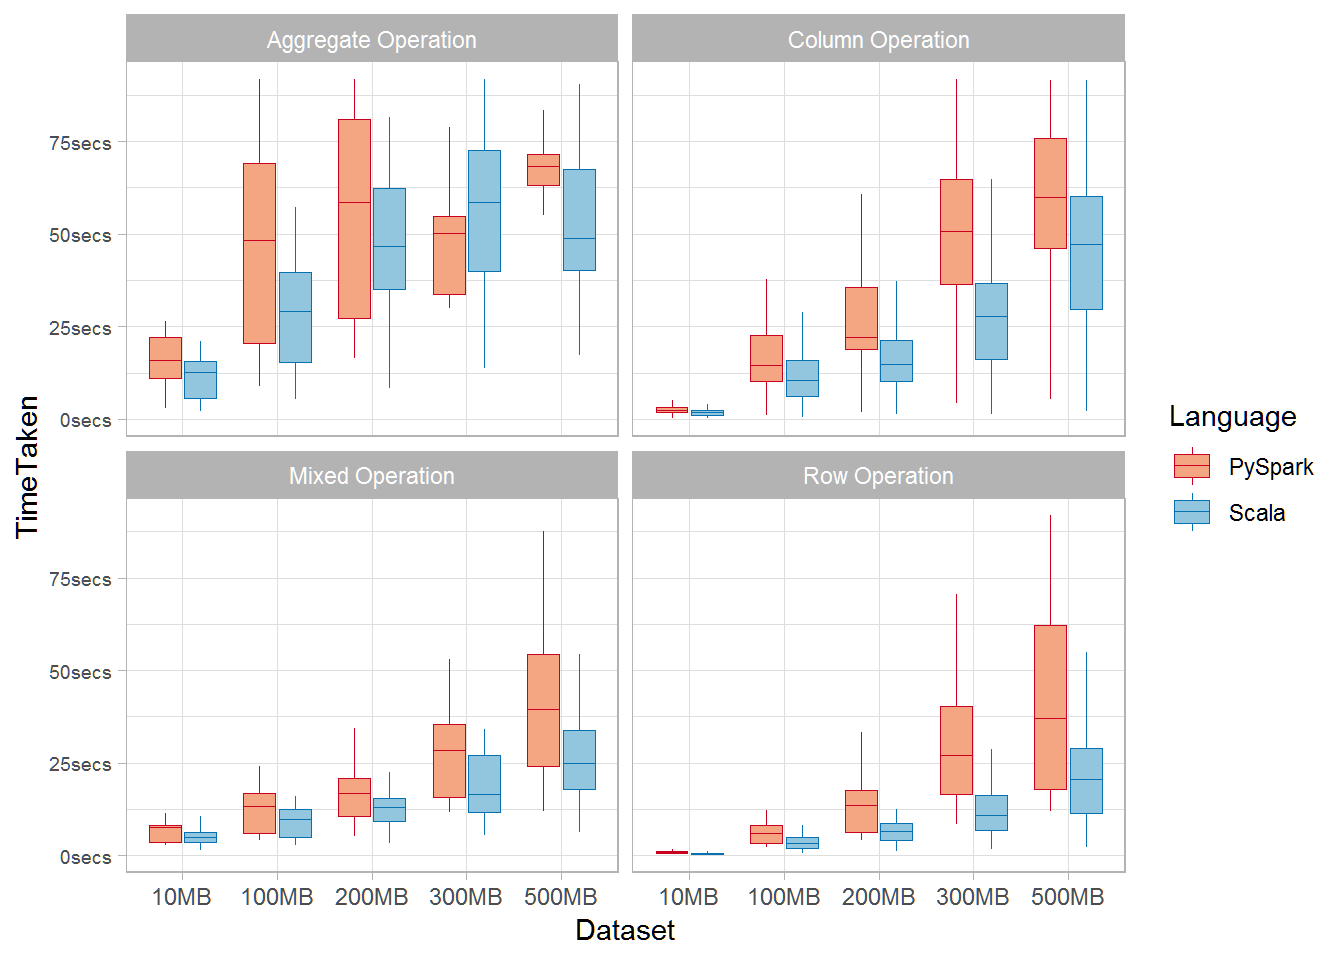 Aggregate Operation
Column Operation
75secs
50secs
25secs
0secs
Mixed Operation
Row Operation
75secs
50secs
25secs
0secs
10MB 100MB 200MB 300MB 500MB
10MB 100MB 200MB 300MB 500MB
Dataset
TimeTaken
Language
PySpark
Scala